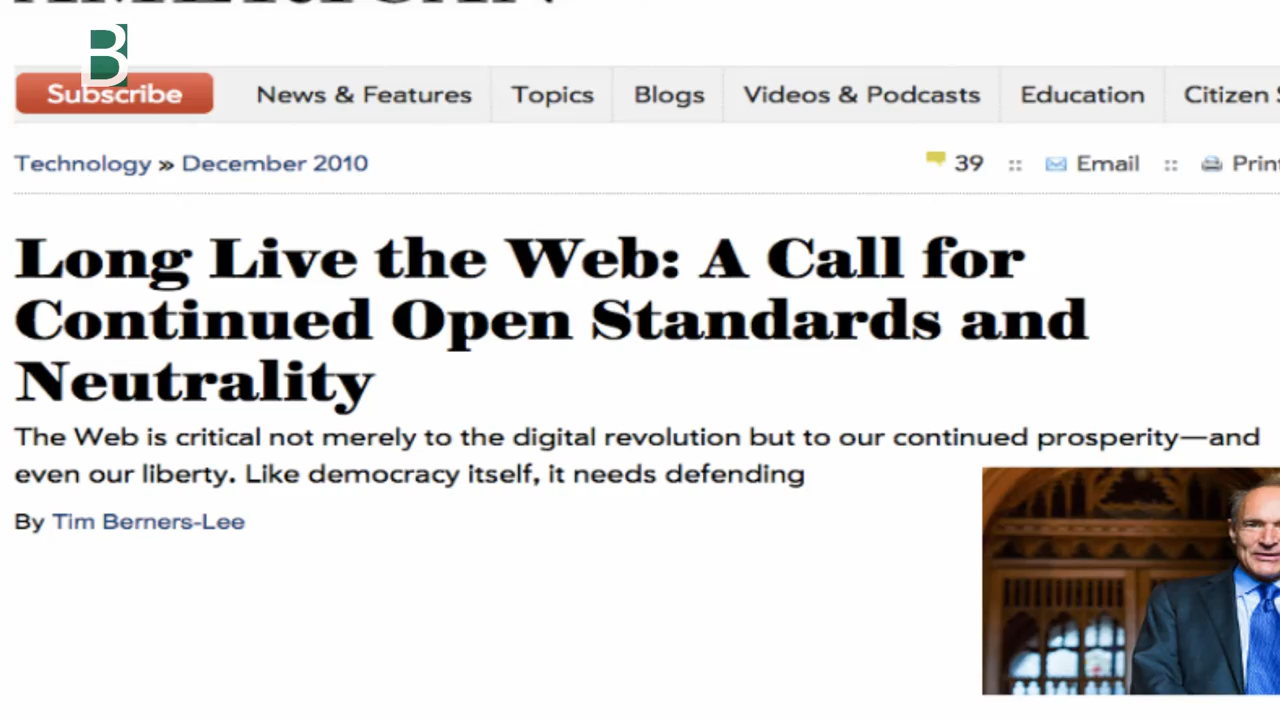 B
Subscribe News & Features Topics Blogs Videos & Podcasts Education Citizen
Technology » December 2010 39 :: Email :: Print
Long Live the Web: A Call for
Continued Open Standards and
Neutrality
The Web is critical not merely to the digital revolution but to our continued prosperity—and
even our liberty. Like democracy itself, it needs defending
By Tim Berners-Lee